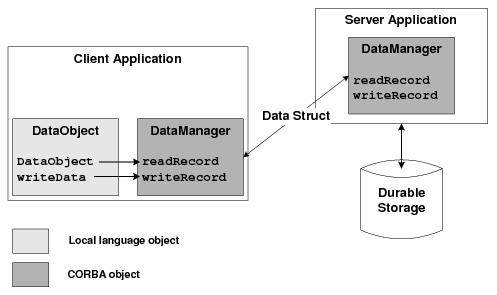 Server Application
DataManager
readRecord
writeRecord
Client Application
Data Struct
DataObject
DataManager
DataObject
readRecord
writeData
writeRecord
Durable
Storage
Local language object
CORBA object